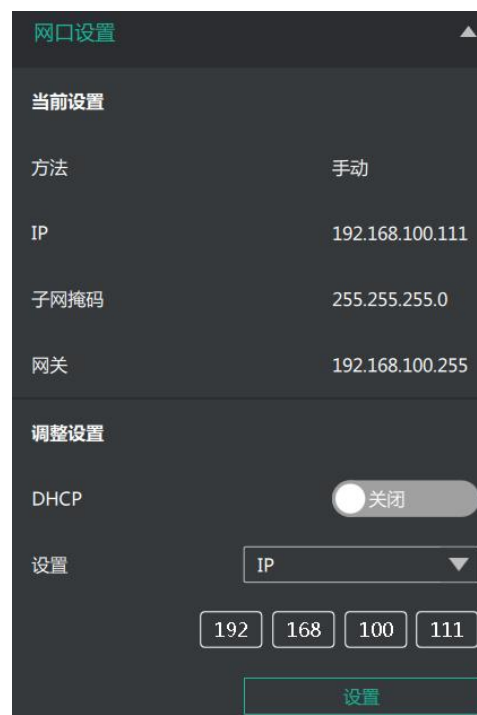 网口设置
当前设置
方法 手动
IP 192.168.100.111
子网掩码 255.255.255.0
网关 192.168.100.255
调整设置
DHCP 关闭
设置 IP
192 168 100 111
设置